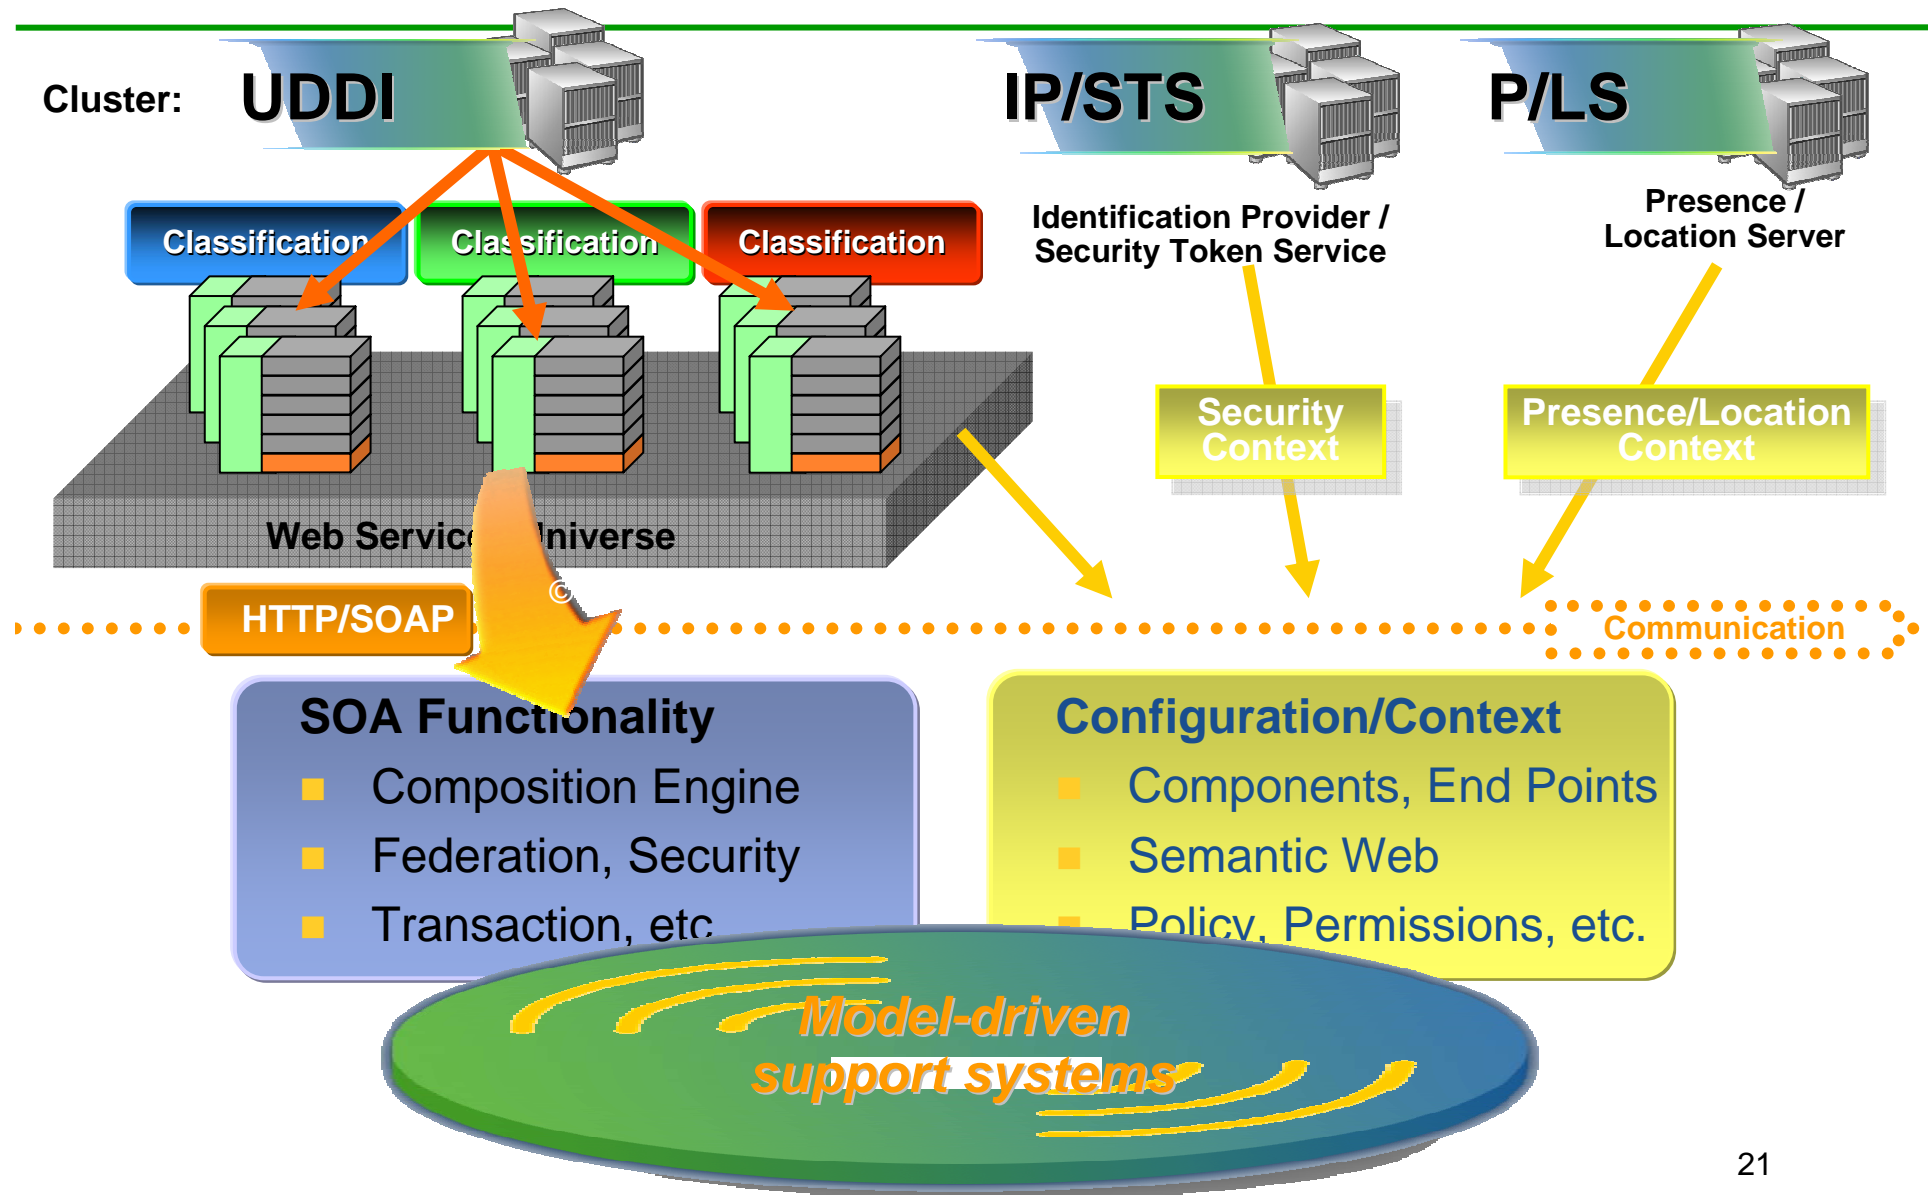 Cluster:
UDDI
IP/STS
P/LS
Identification Provider /
Security Token Service
Presence /
Location Server
Classification
Classification
Classification
Security
Context
Presence/Location
Context
Web Service Universe
©
HTTP/SOAP
Communication
SOA Functionality
Composition Engine
Federation, Security
Transaction, etc
Configuration/Context
Components, End Points
Semantic Web
Policy, Permissions, etc.
Model-driven
support systems
21